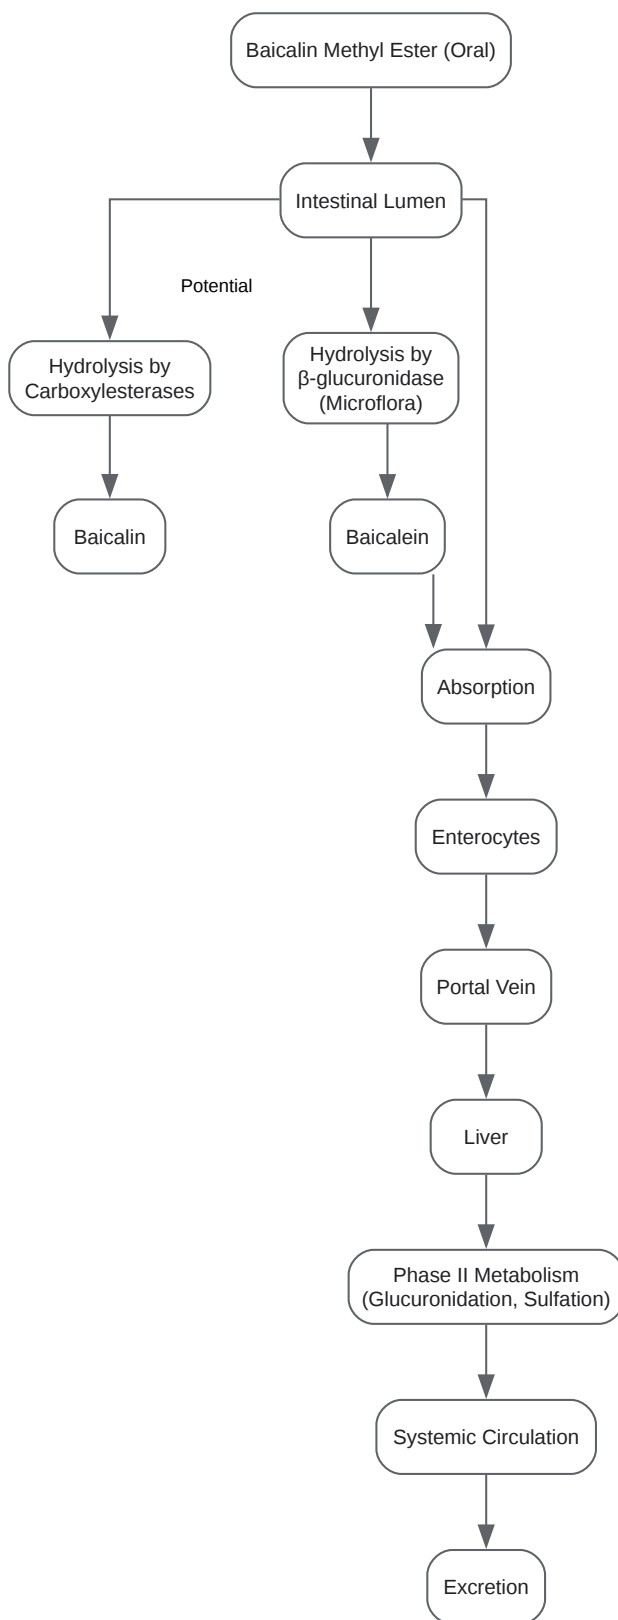 Baicalin Methyl Ester (Oral)
Intestinal Lumen
Potential
Hydrolysis by
Carboxylesterases
Hydrolysis by
β-glucuronidase
(Microflora)
Baicalin
Baicalein
Absorption
Enterocytes
Portal Vein
Liver
Phase II Metabolism
(Glucuronidation, Sulfation)
Systemic Circulation
Excretion